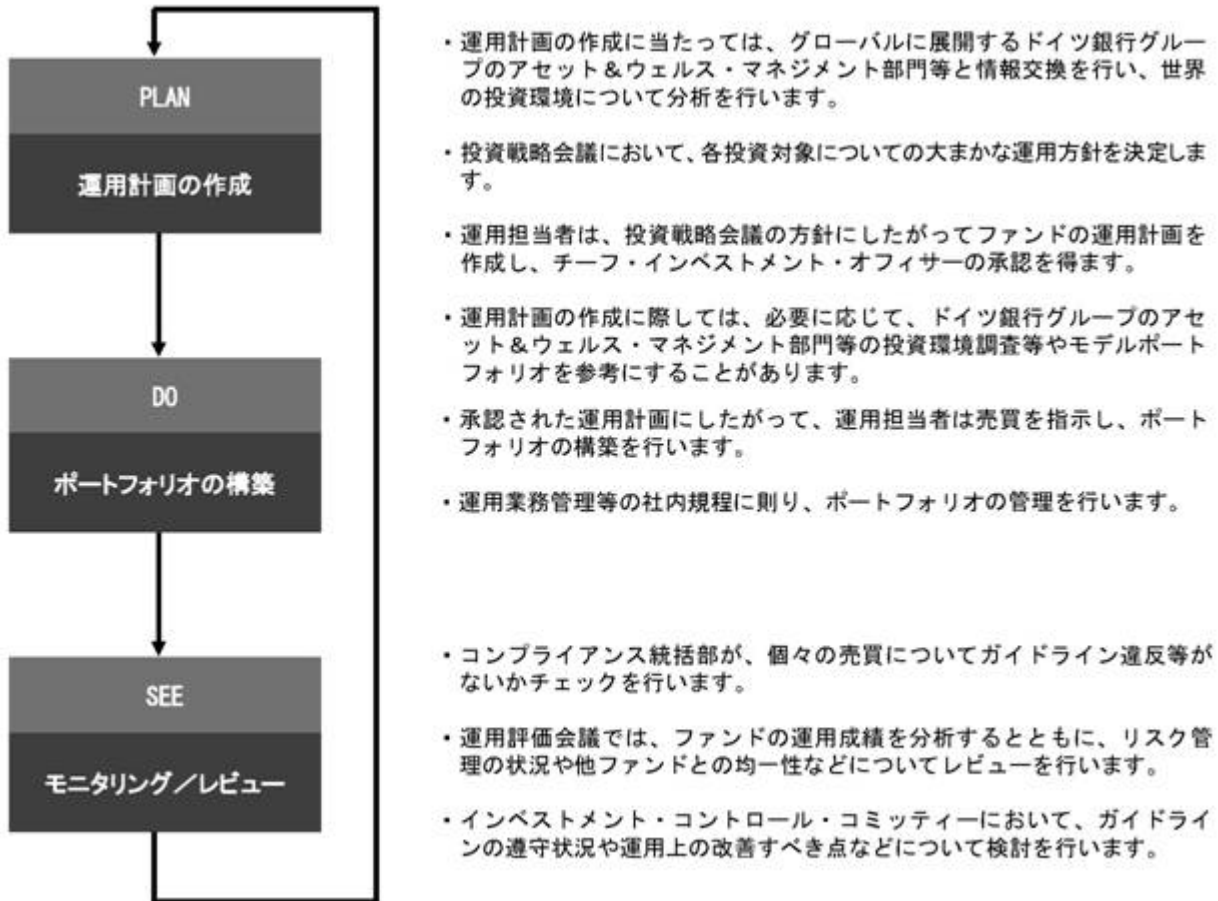 PLAN
運用計画の作成
・運用計画の作成に当たっては、グローバルに展開するドイツ銀行グルー
プのアセット＆ウェルス・マネジメント部門等と情報交換を行い、世界
の投資環境について分析を行います。
・投資戦略会議において、各投資対象についての大まかな運用方針を決定しま
す。
・運用担当者は、投資戦略会議の方針にしたがってファンドの運用計画を
作成し、チーフ・インベストメント・オフィサーの承認を得ます。
・運用計画の作成に際しては、必要に応じて、ドイツ銀行グループのアセ
ット＆ウェルス・マネジメント部門等の投資環境調査等やモデルポート
フォリオを参考にすることがあります。
DO
ポートフォリオの構築
・承認された運用計画にしたがって、運用担当者は売買を指示し、ポート
フォリオの構築を行います。
・運用業務管理等の社内規程に則り、ポートフォリオの管理を行います。
SEE
モニタリング／レビュー
・コンプライアンス統括部が、個々の売買についてガイドライン違反等が
ないかチェックを行います。
・運用評価会議では、ファンドの運用成績を分析するとともに、リスク管
理の状況や他ファンドとの均一性などについてレビューを行います。
・インベストメント・コントロール・コミッティーにおいて、ガイドライ
ンの遵守状況や運用上の改善すべき点などについて検討を行います。